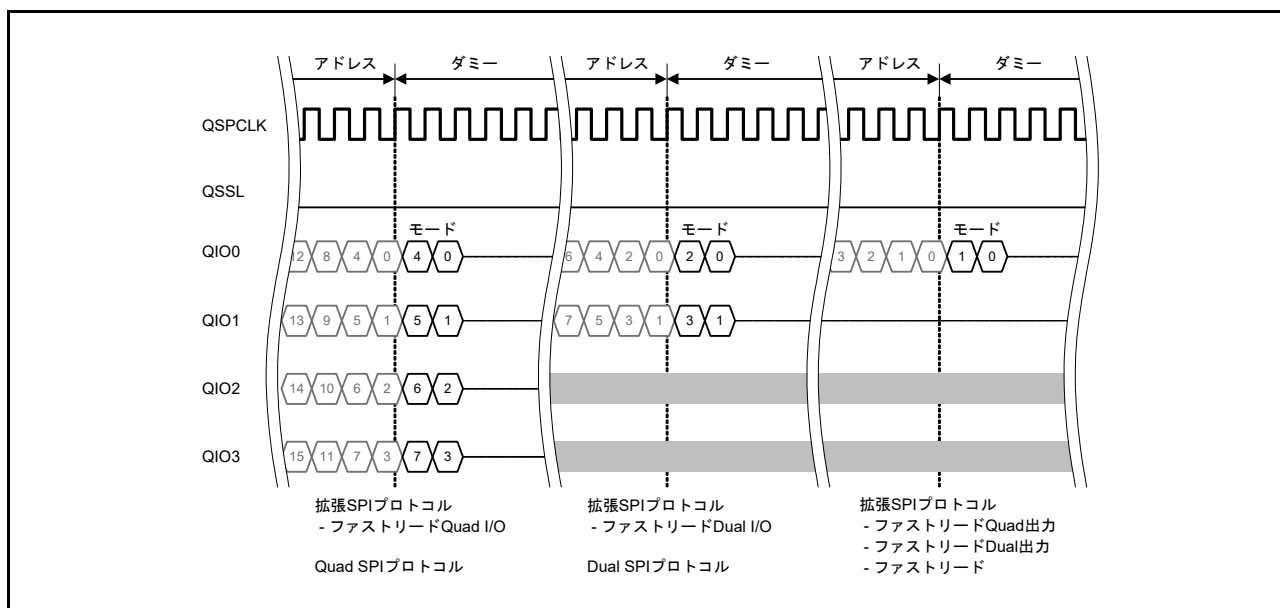 アドレス ダミー アドレス ダミー アドレス ダミー
QSPCLK
QSSL
モード モード モード
QIO0 12 8 4 0 4 0 6 4 2 0 2 0 3 2 1 0 1 0
QIO1 13 9 5 1 5 1 7 5 3 1 3 1
QIO2 14 10 6 2 6 2
QIO3 15 11 7 3 7 3
拡張SPIプロトコル
- ファストリードQuad I/O
Quad SPIプロトコル
拡張SPIプロトコル
- ファストリードDual I/O
Dual SPIプロトコル
拡張SPIプロトコル
- ファストリードQuad出力
- ファストリードDual出力
- ファストリード